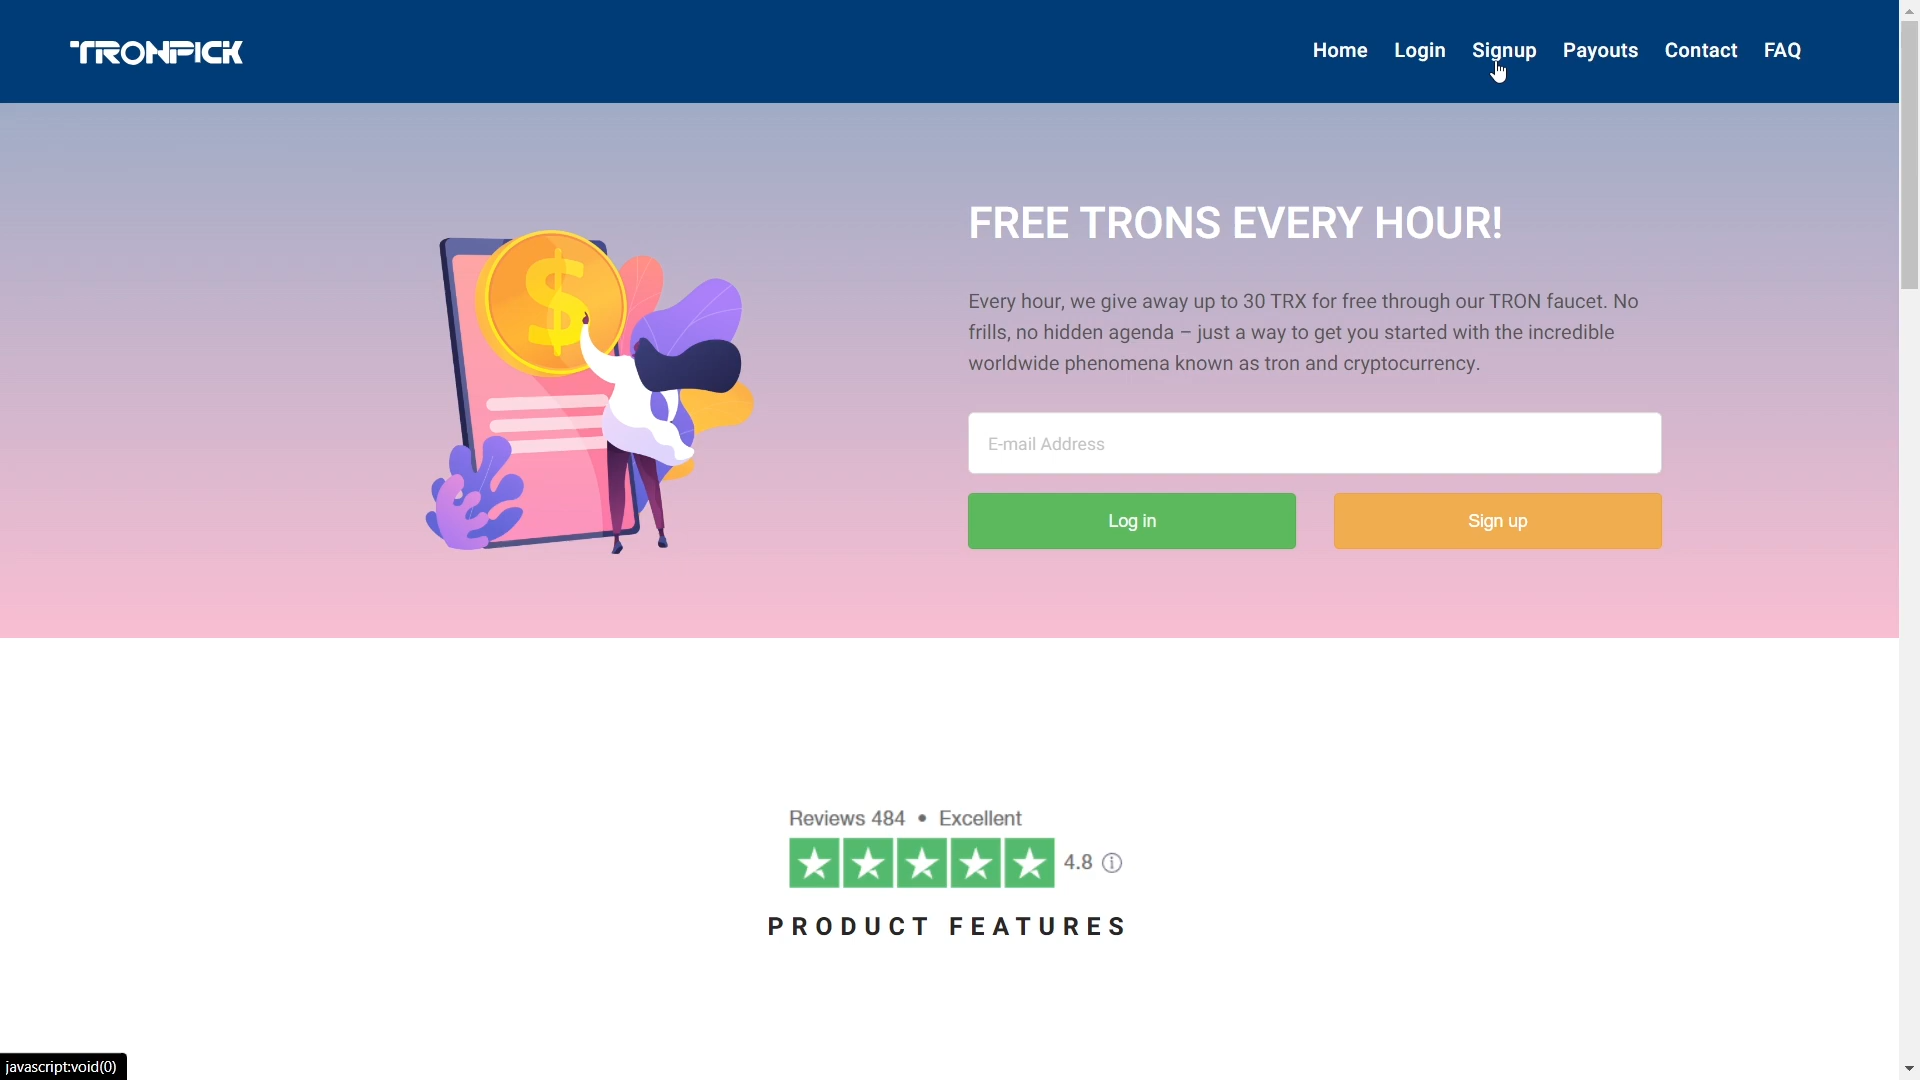 TRONPICK
Home Login Signup Payouts Contact FAQ
FREE TRONS EVERY HOUR!
Every hour, we give away up to 30 TRX for free through our TRON faucet. No
frills, no hidden agenda – just a way to get you started with the incredible
worldwide phenomena known as tron and cryptocurrency.
E-mail Address
Log in
Sign up
Reviews 484 • Excellent
4.8
PRODUCT FEATURES
javascript:void(0)